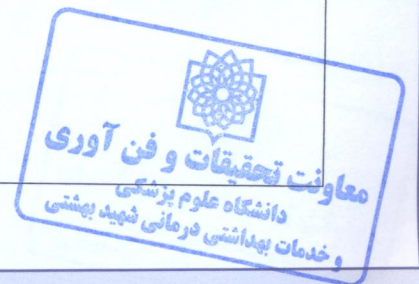 معاونت تحقیقات و فن آوری
دانشگاه علوم پزشکی
و خدمات بهداشتی درمانی شهید بهشتی